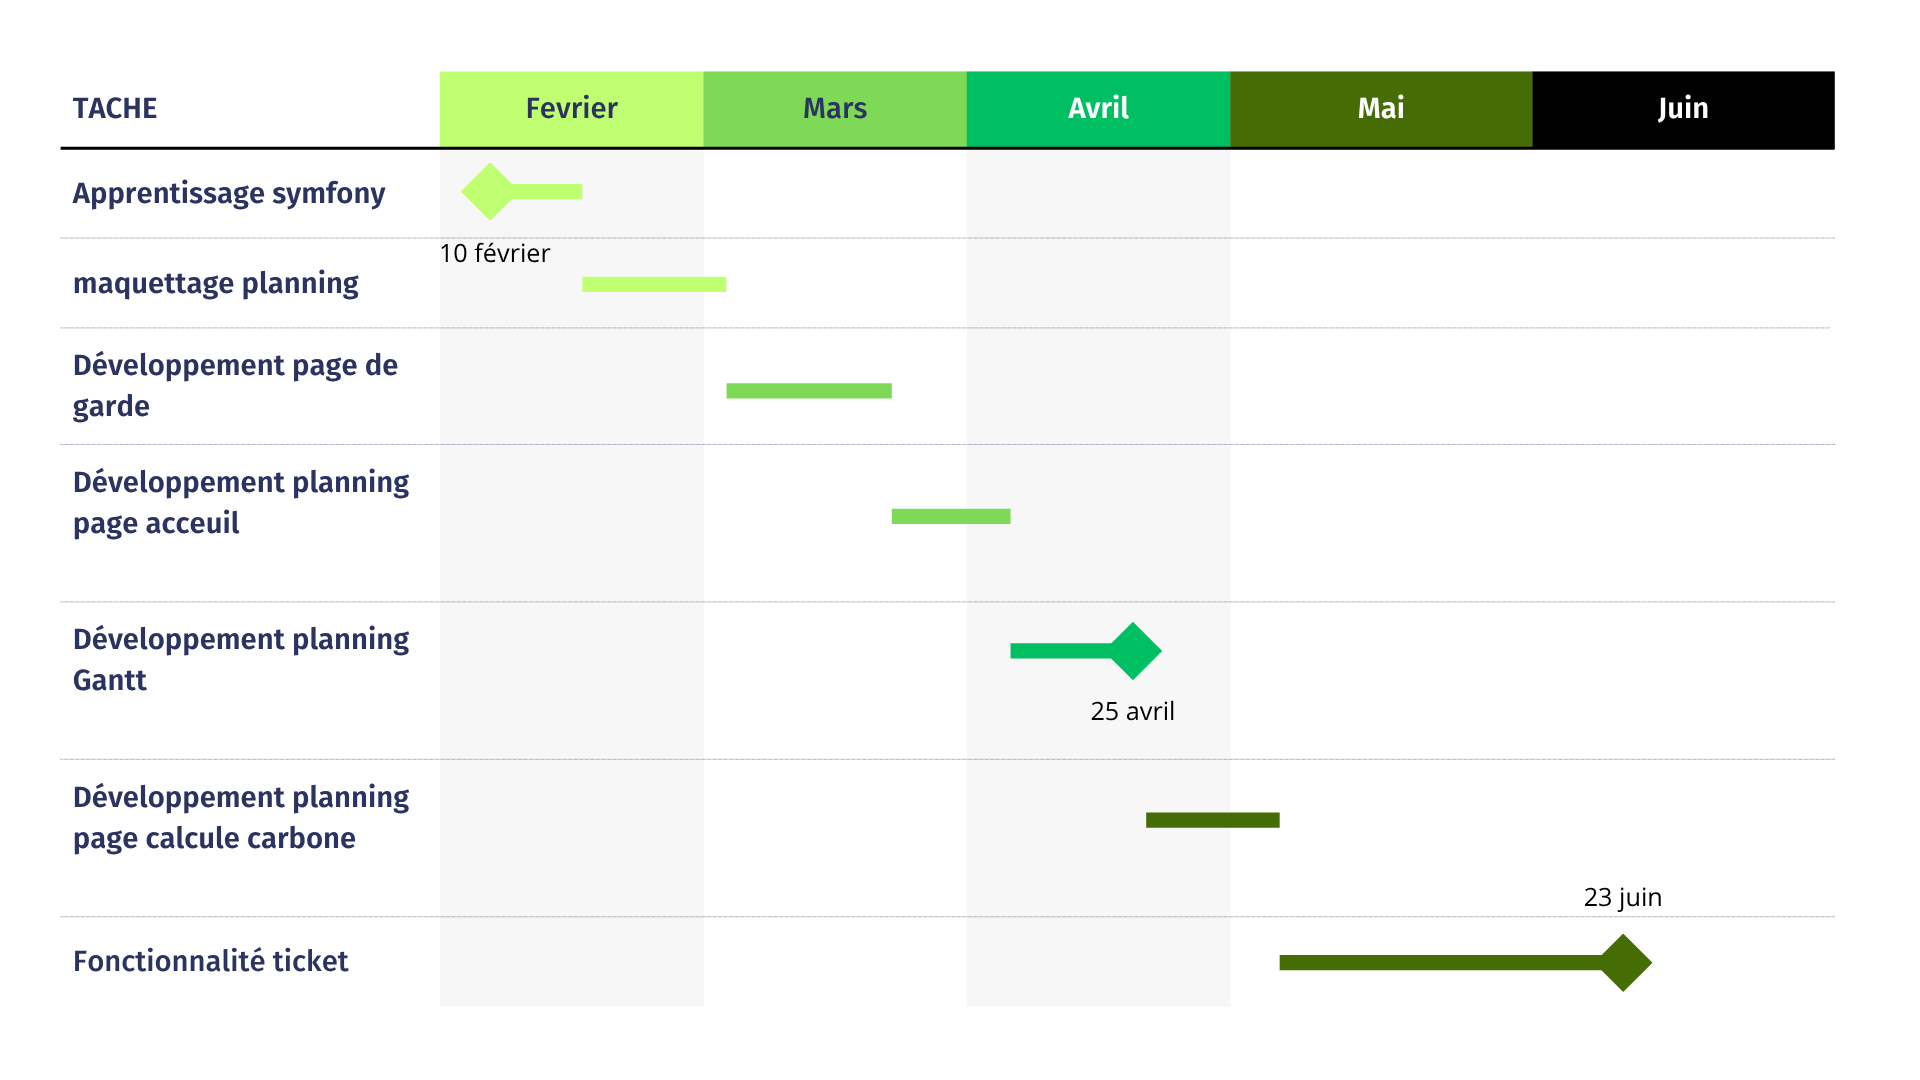 TACHE
Fevrier
Mars
Avril
Mai
Juin
Apprentissage symfony
10 février
maquettage planning
Développement page de
garde
Développement planning
page acceuil
Développement planning
Gantt
25 avril
Développement planning
page calcule carbone
23 juin
Fonctionnalité ticket